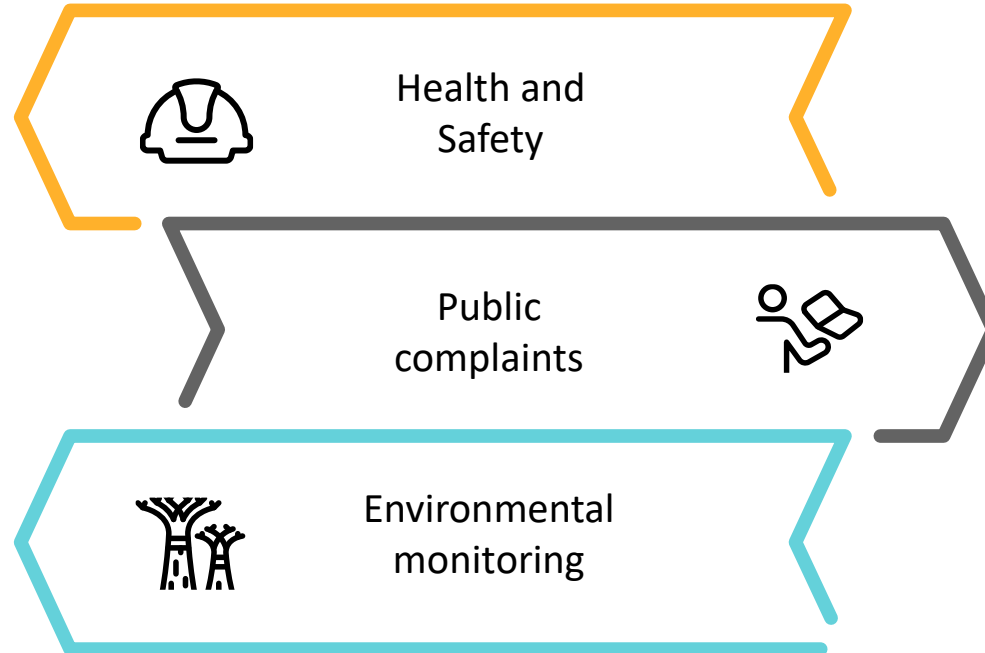 Health and
Safety
Public
complaints
Environmental
monitoring